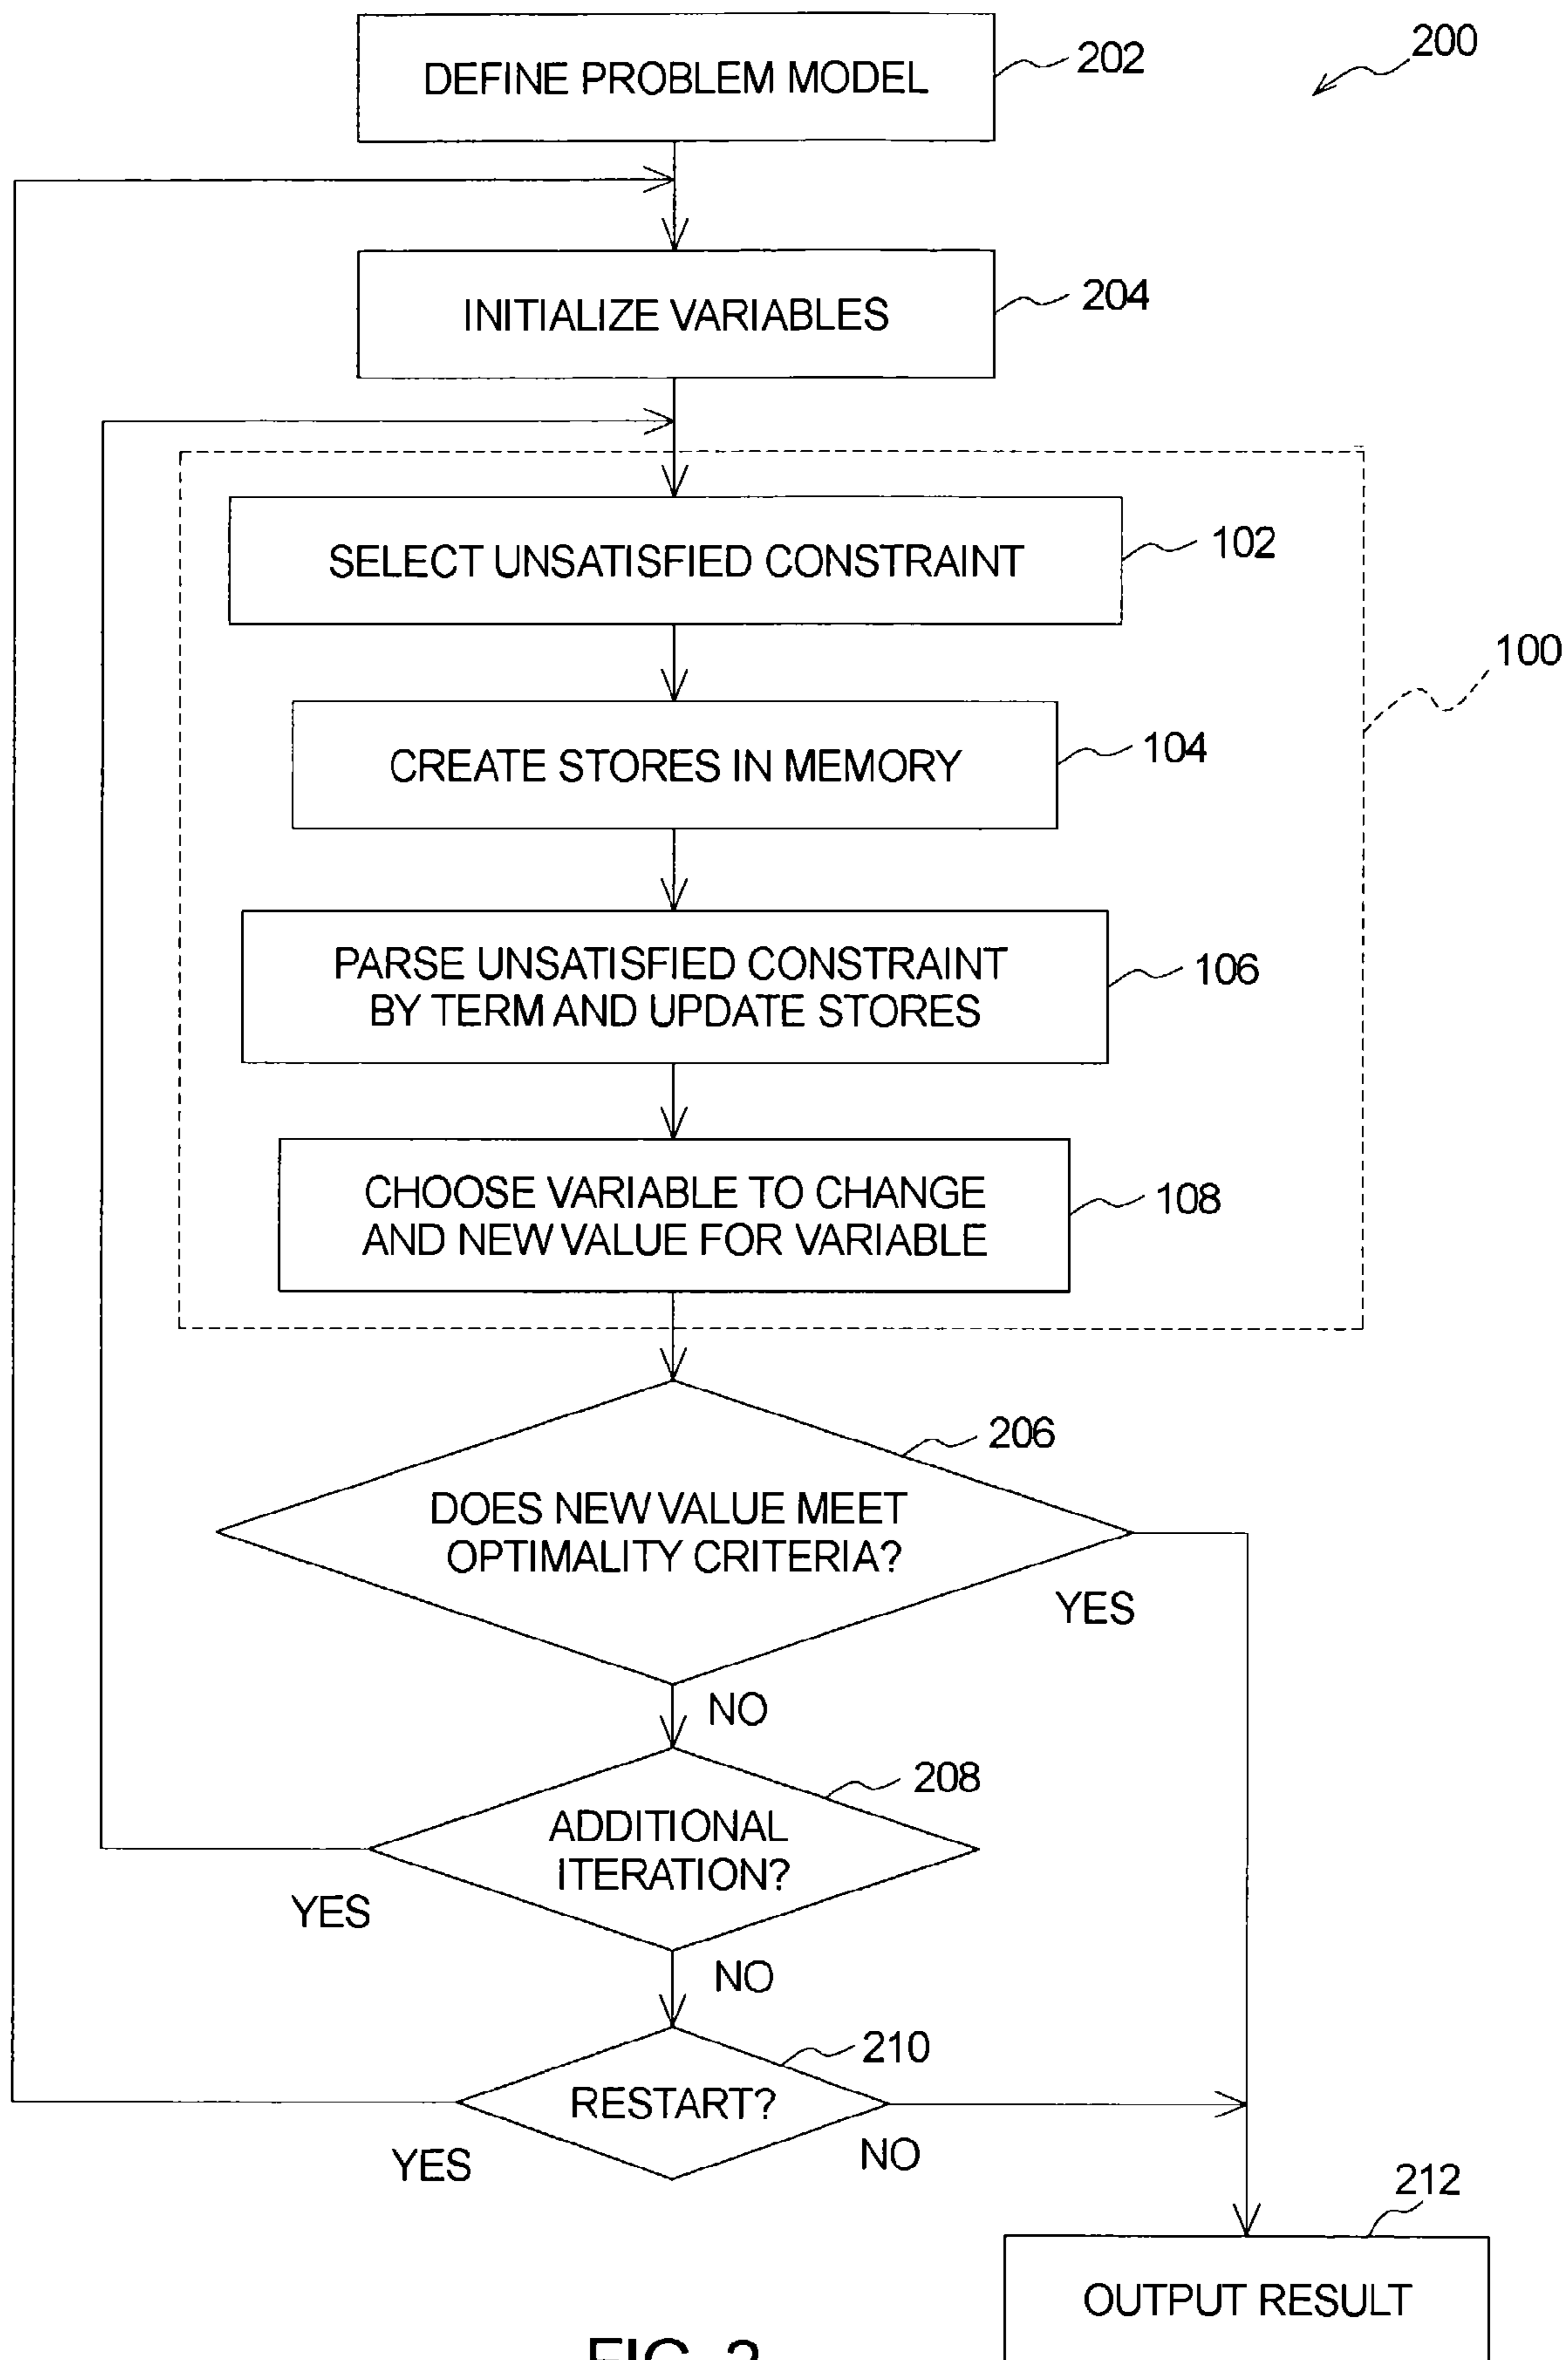 DEFINE PROBLEM MODEL
202
200
INITIALIZE VARIABLES
204
SELECT UNSATISFIED CONSTRAINT
102
100
CREATE STORES IN MEMORY
104
PARSE UNSATISFIED CONSTRAINT
BY TERM AND UPDATE STORES
106
CHOOSE VARIABLE TO CHANGE
AND NEW VALUE FOR VARIABLE
108
206
DOES NEW VALUE MEET
OPTIMALITY CRITERIA?
YES
NO
208
ADDITIONAL
ITERATION?
YES
NO
210
RESTART?
YES
NO
212
OUTPUT RESULT
FIG. 2